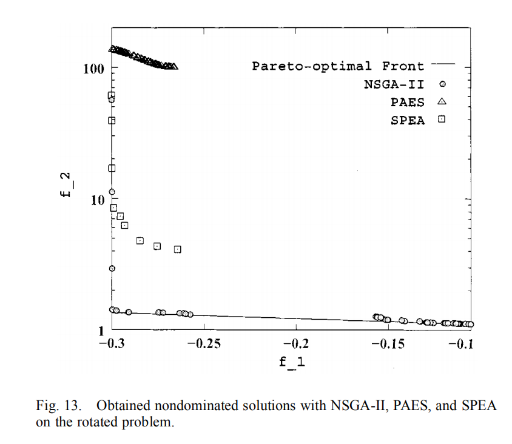 100
10
1
f_2
Pareto-optimal Front
NSGA-II
PAES
SPEA
-0.3 -0.25 -0.2 -0.15 -0.1
f_1
Fig. 13. Obtained nondominated solutions with NSGA-II, PAES, and SPEA
on the rotated problem.